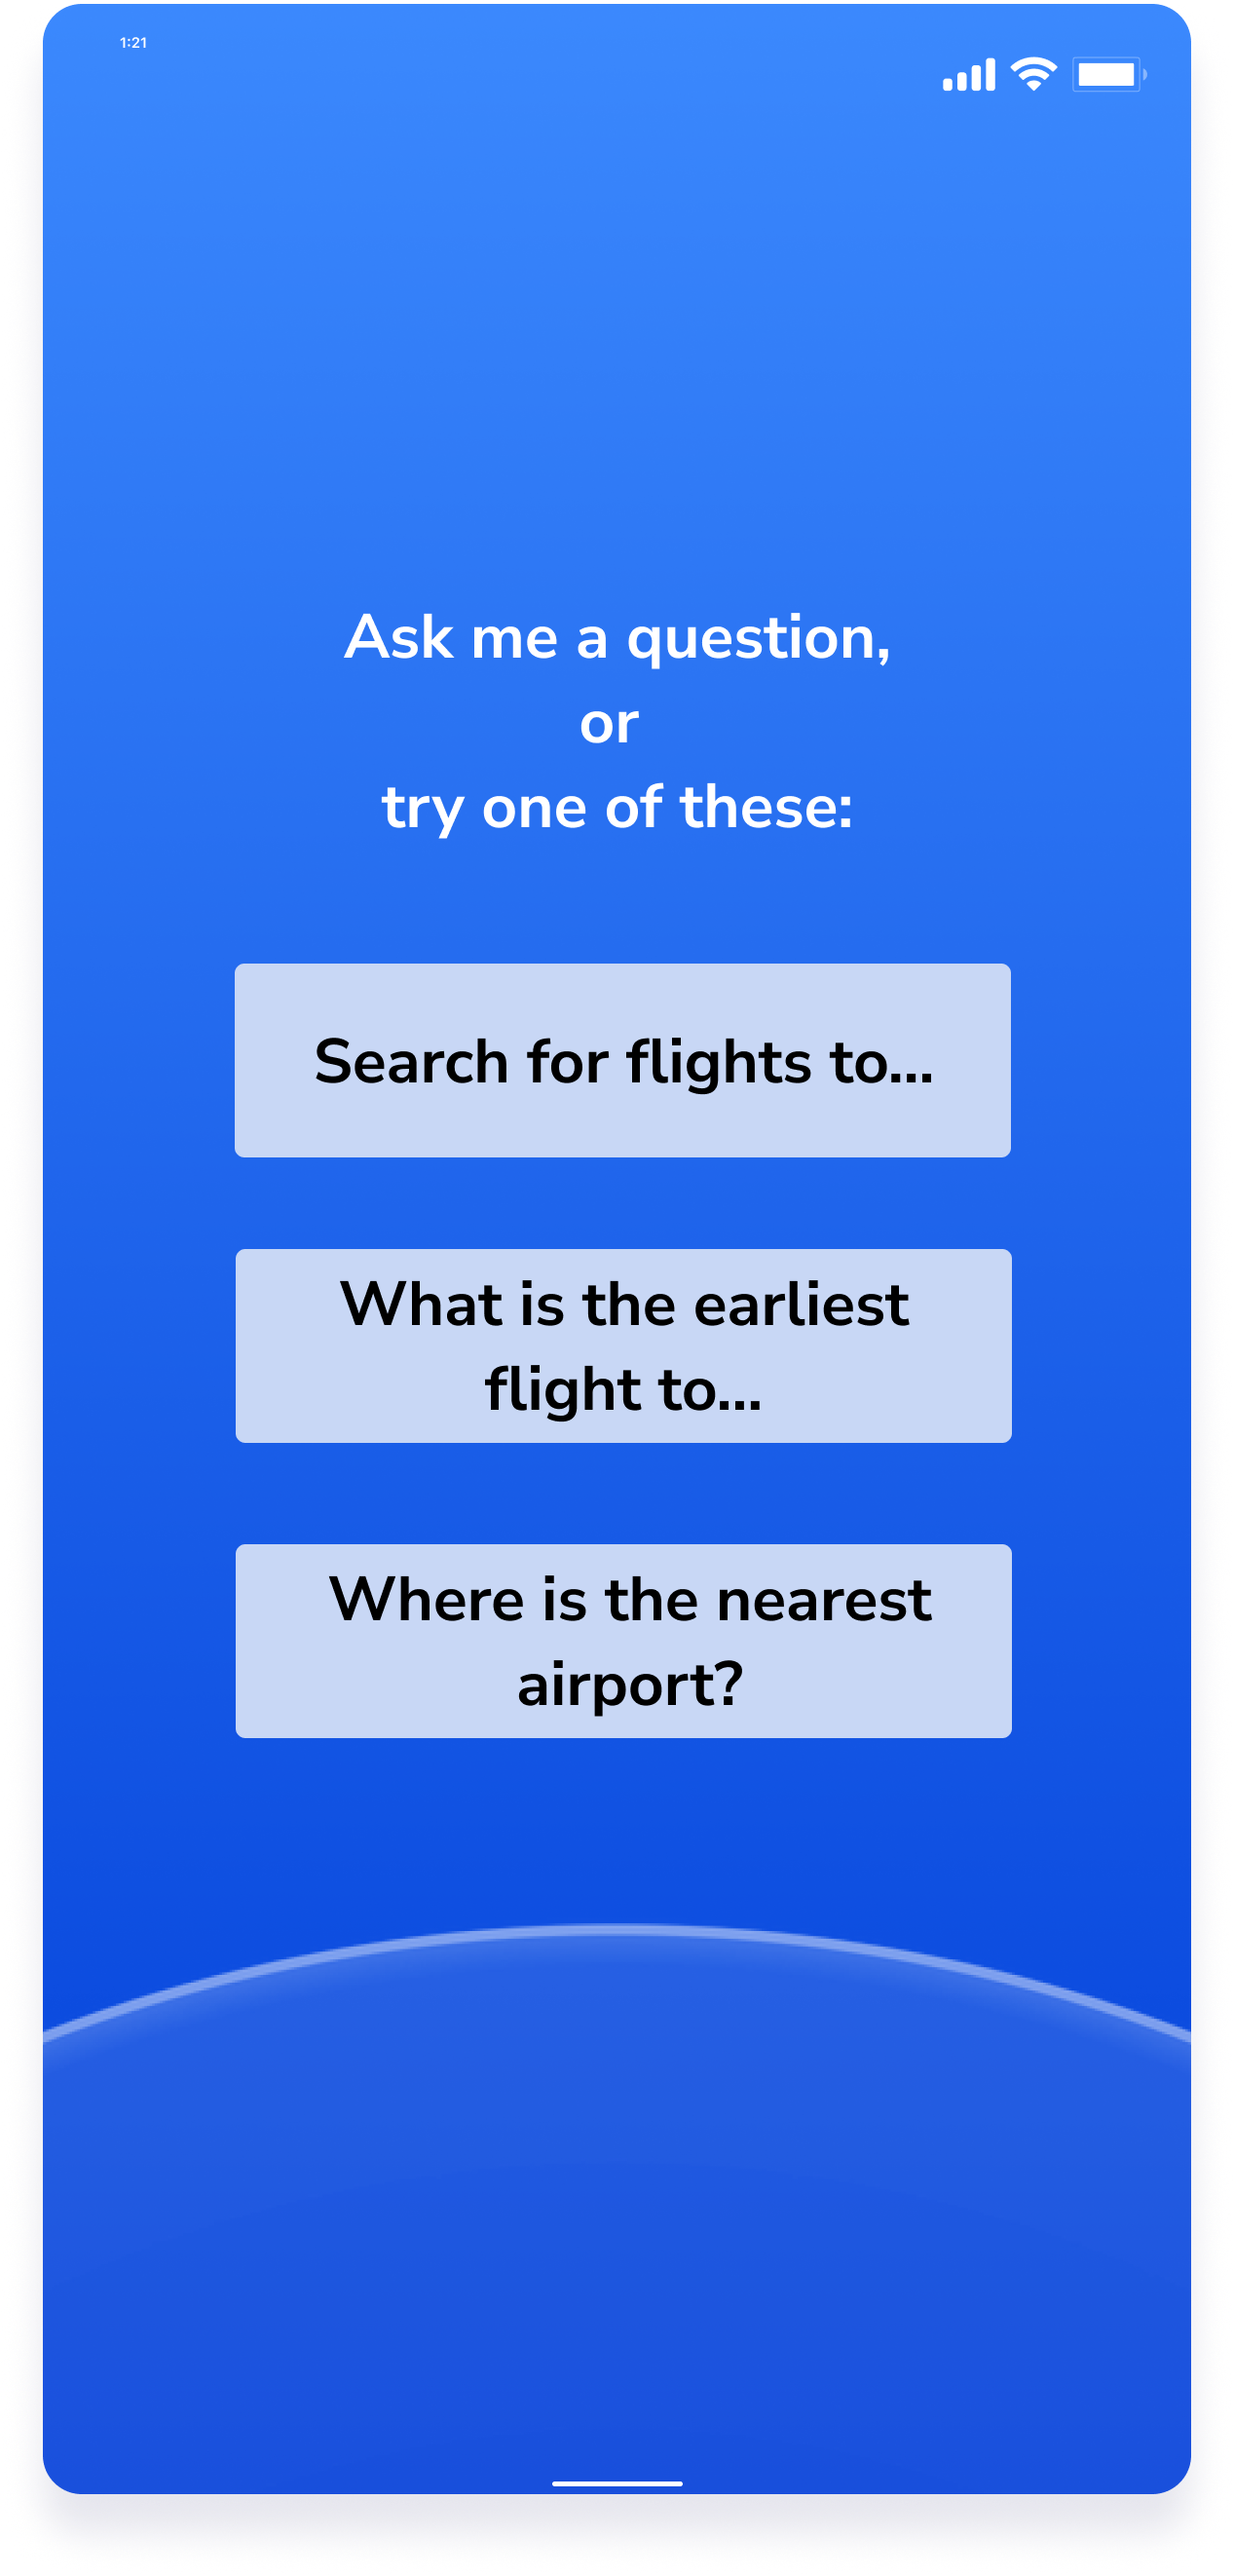 1:21
Ask me a question,
or
try one of these:
Search for flights to...
What is the earliest
flight to...
Where is the nearest
airport?